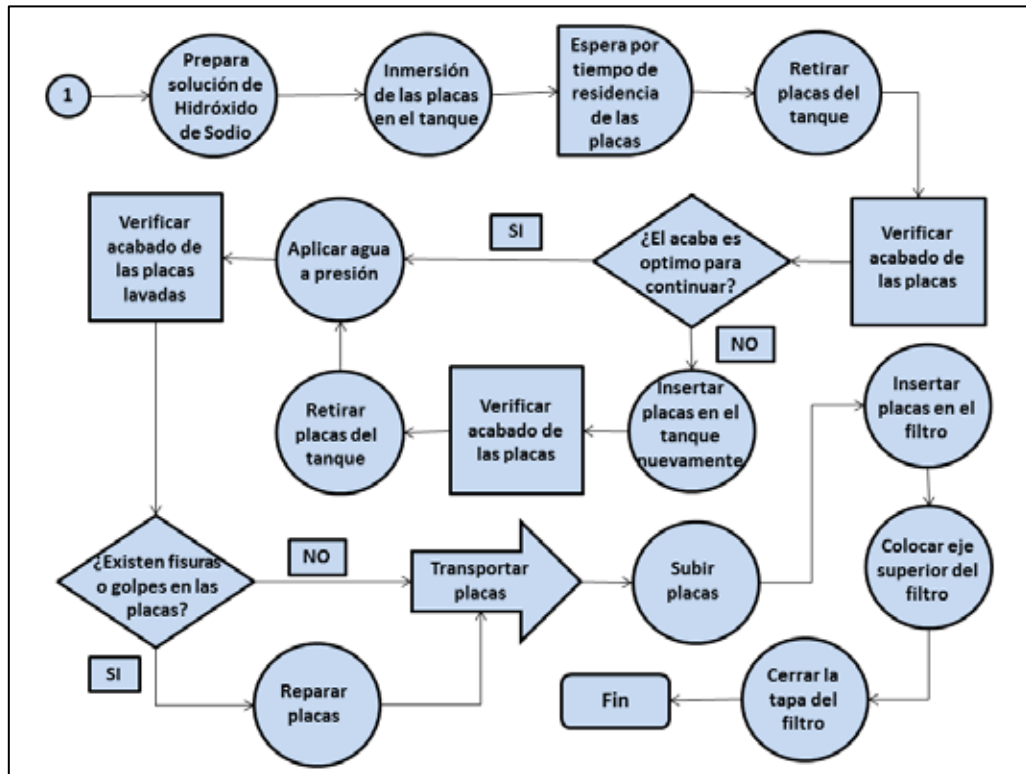 1
Prepara
solución de
Hidróxido
de Sodio
Inmersión
de las placas
en el tanque
Espera por
tiempo de
residencia
de las
placas
Retirar
placas del
tanque
Verificar
acabado
de las placas
¿El acaba es
optimo para
continuar?
SI
Aplicar agua
a presión
Verificar
acabado de
las placas
lavadas
NO
Insertar
placas en el
tanque
nuevamente
Verificar
acabado de
las placas
Retirar
placas del
tanque
¿Existen fisuras
o golpes en las
placas?
NO
SI
Reparar
placas
Transportar
placas
Subir
placas
Insertar
placas en el
filtro
Colocar eje
superior del
filtro
Cerrar la
tapa del
filtro
Fin